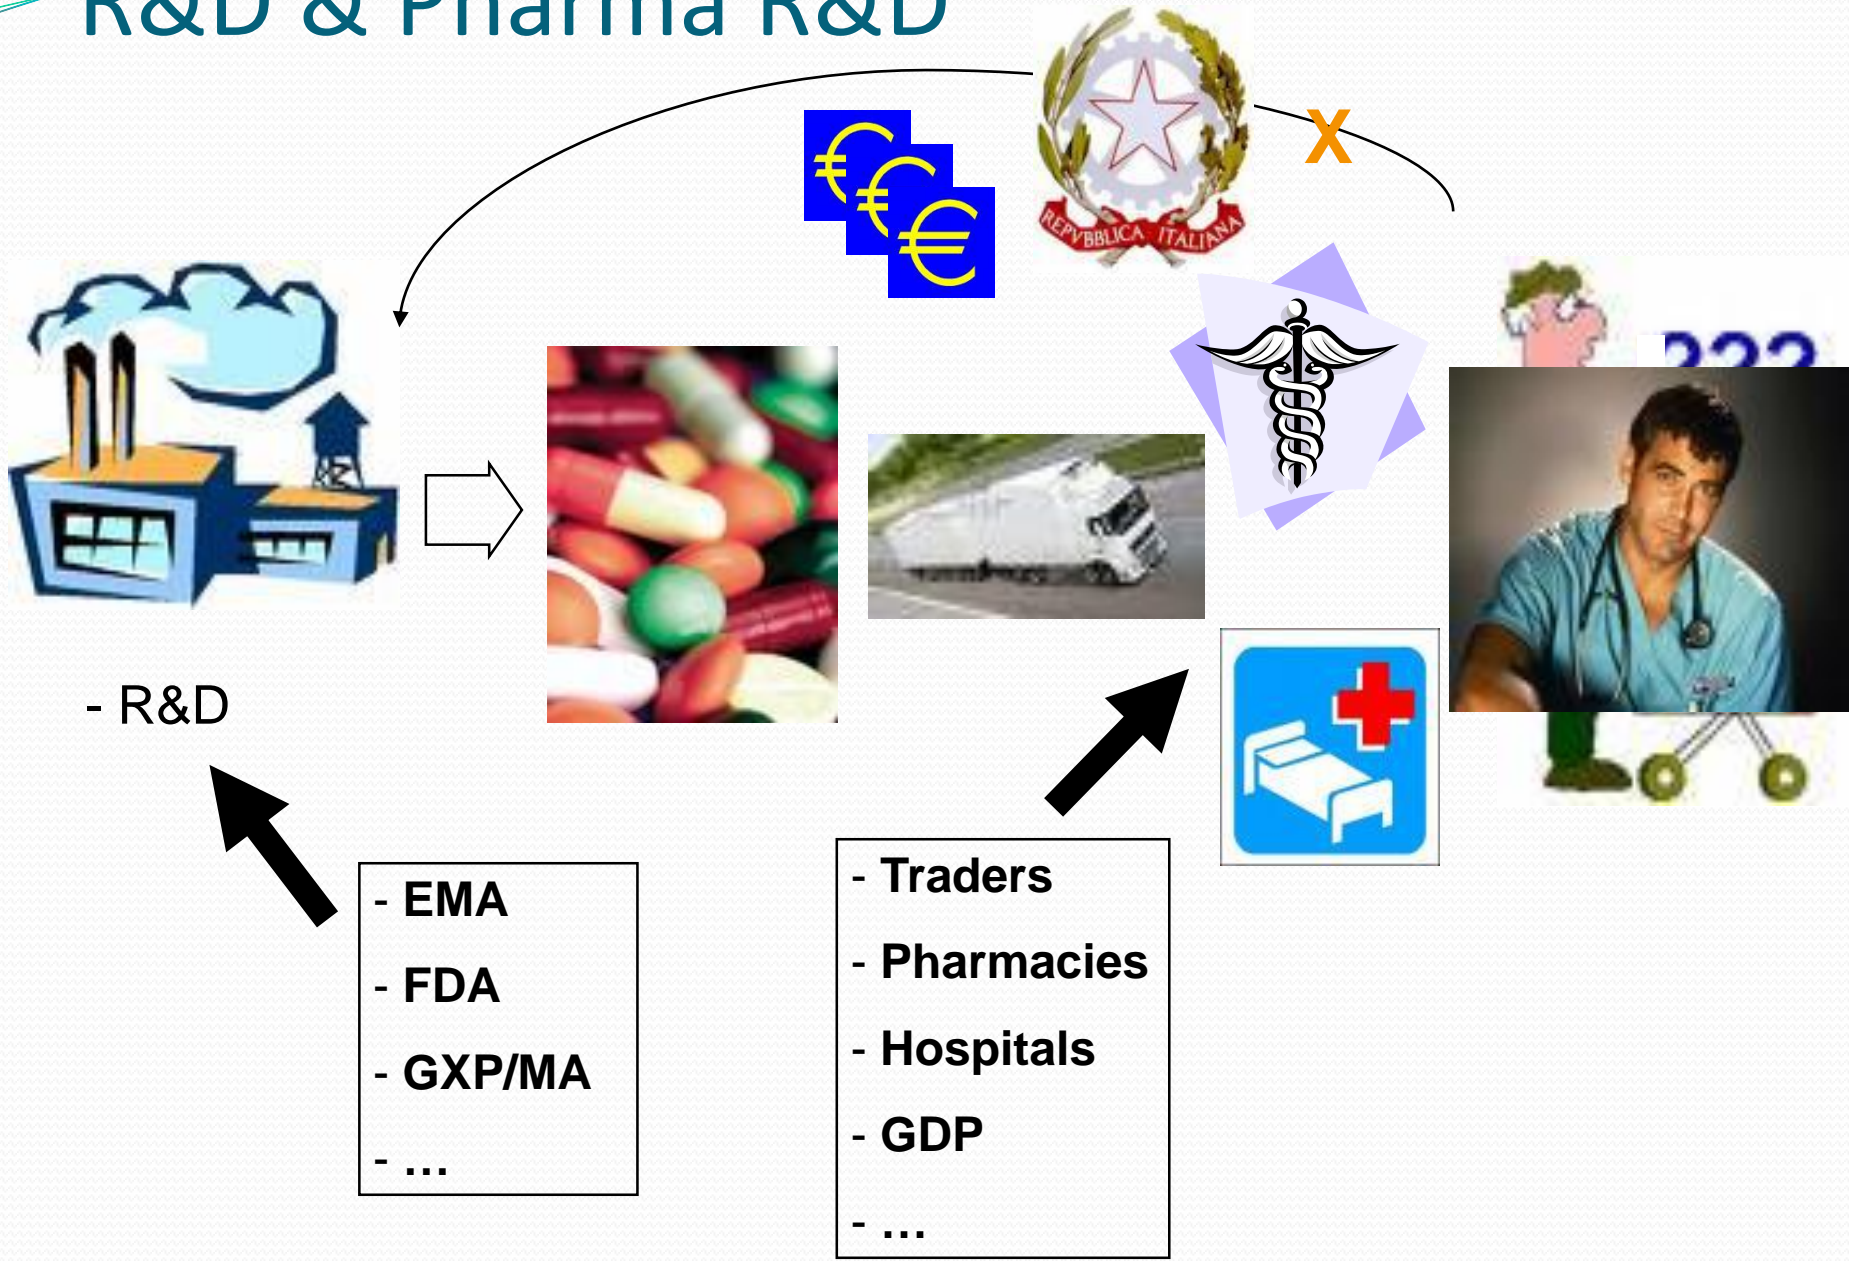 R&D & Pharma R&D
X
€
€
€
REPVBBLICA ITALIANA
???
- R&D
- EMA
- FDA
- GXP/MA
- ...
- Traders
- Pharmacies
- Hospitals
- GDP
- ...